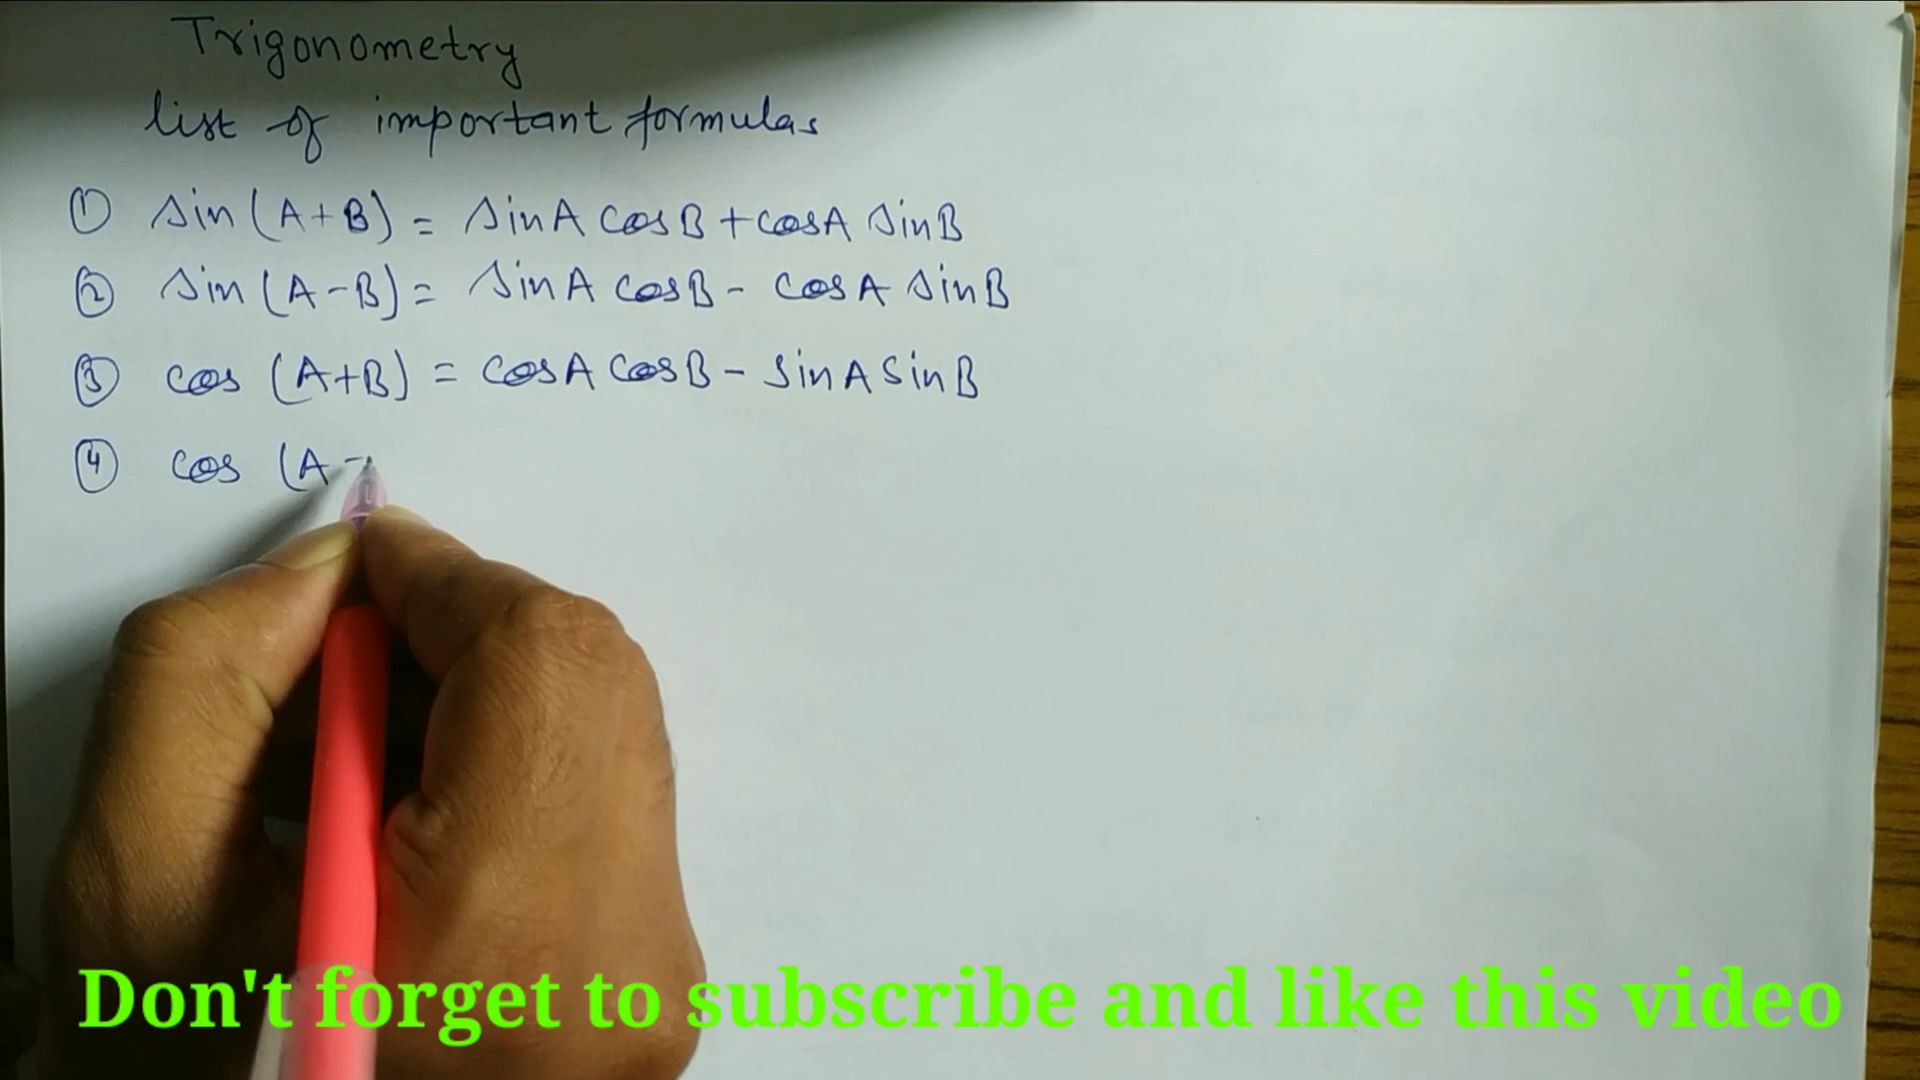 Trigonometry
list of important formulas
① sin (A+B) = sinA cosB + cosA sinB
② sin (A-B) = sinA cosB - cosA sinB
③ cos (A+B) = cosA cosB - sinA sinB
④ cos (A -
Don't forget to subscribe and like this video